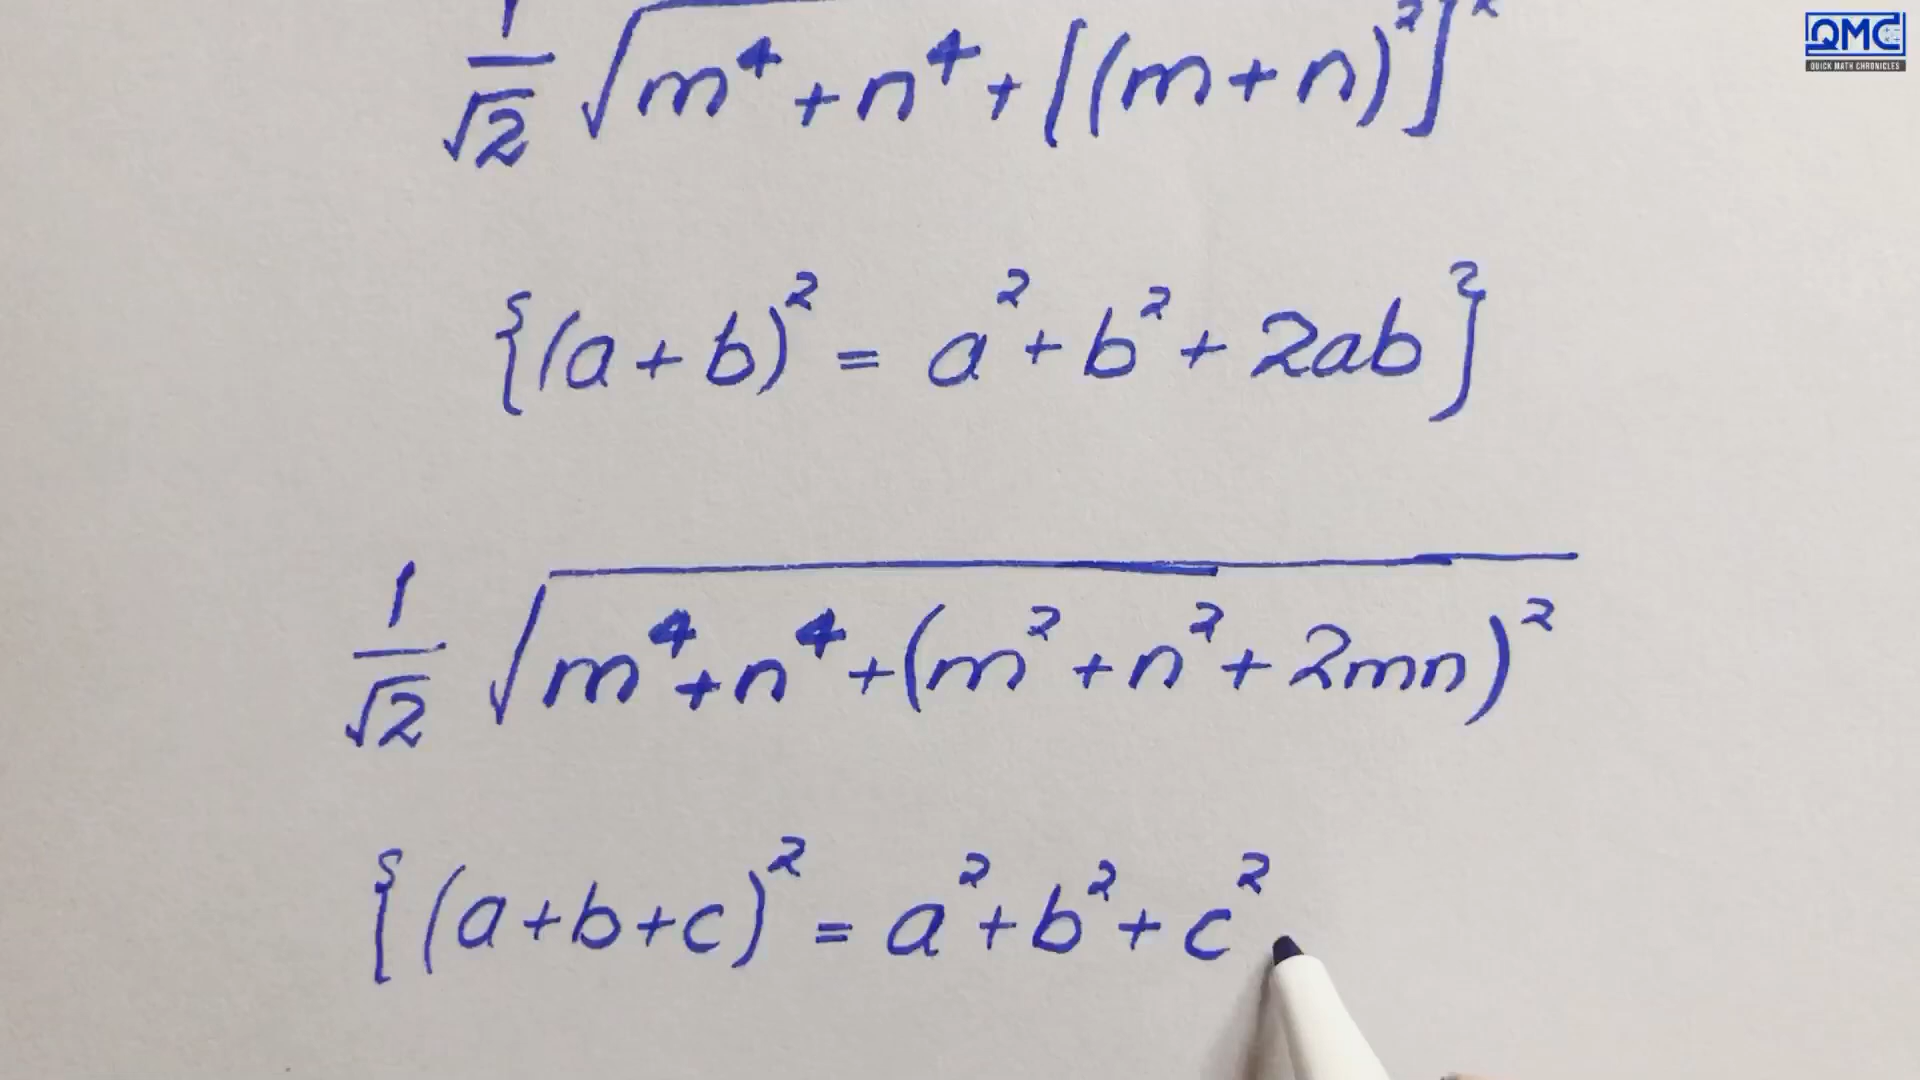 QMC
QUICK MATH CHRONICLES
1/√2 √m⁴+n⁴+[(m+n)²]²
{(a+b)² = a²+b²+2ab}
1/√2 √m⁴+n⁴+(m²+n²+2mn)²
{(a+b+c)² = a²+b²+c²